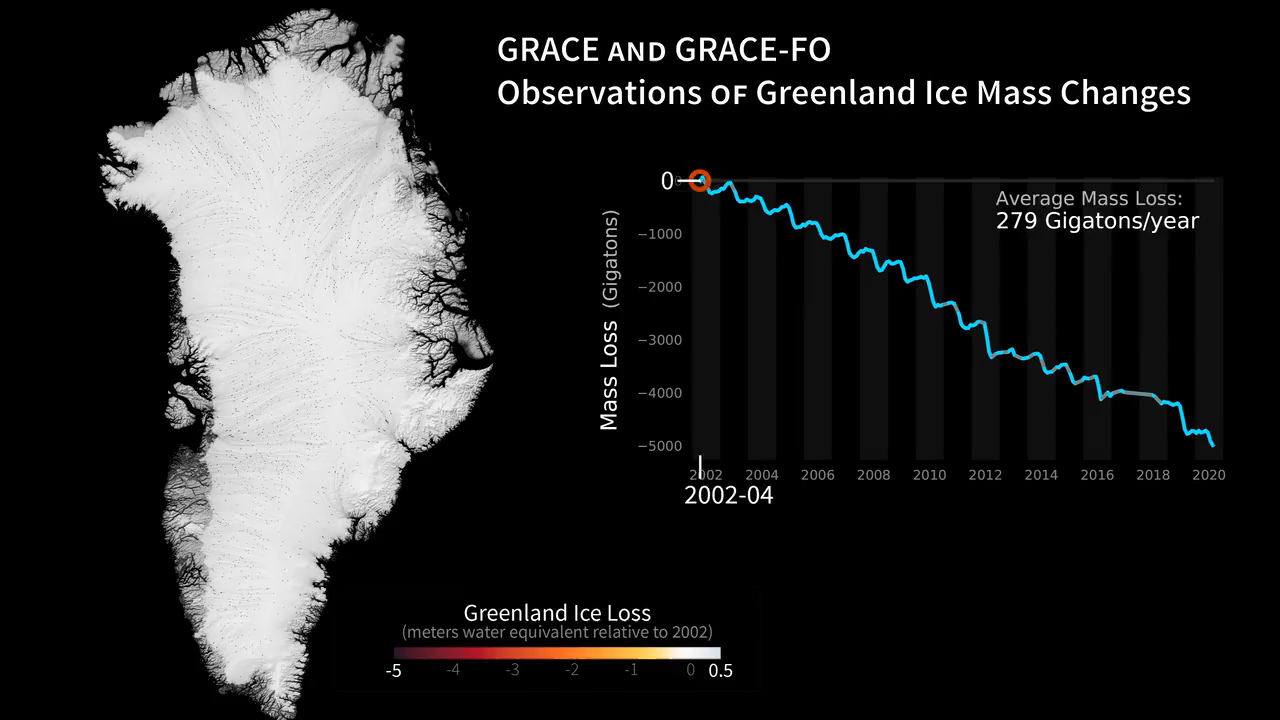 GRACE AND GRACE-FO
Observations OF Greenland Ice Mass Changes
0
Average Mass Loss:
279 Gigatons/year
−1000
−2000
−3000
−4000
−5000
Mass Loss (Gigatons)
2002 2004 2006 2008 2010 2012 2014 2016 2018 2020
2002-04
Greenland Ice Loss
(meters water equivalent relative to 2002)
-5 -4 -3 -2 -1 0 0.5